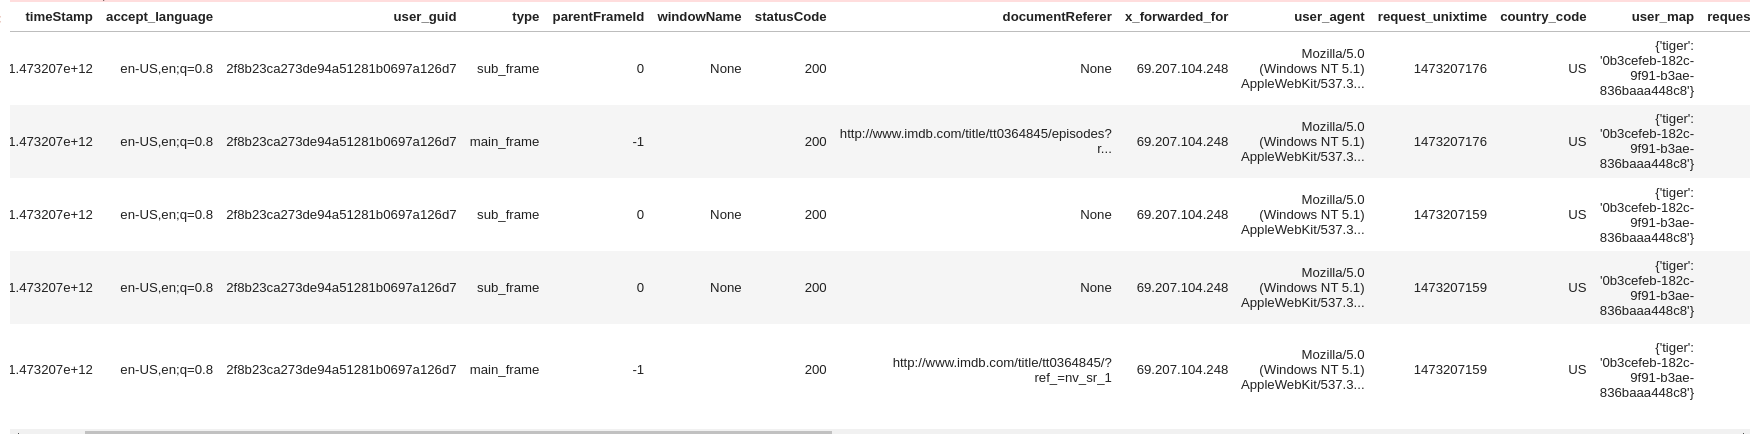 timeStamp accept_language user_guid type parentFrameId windowName statusCode documentReferer x_forwarded_for user_agent request_unixtime country_code user_map reques
1.473207e+12 en-US,en;q=0.8 2f8b23ca273de94a51281b0697a126d7 sub_frame 0 None 200 None 69.207.104.248 Mozilla/5.0 (Windows NT 5.1) AppleWebKit/537.3... 1473207176 US {'tiger': '0b3cefeb-182c-9f91-b3ae-836baaa448c8'}
1.473207e+12 en-US,en;q=0.8 2f8b23ca273de94a51281b0697a126d7 main_frame -1 200 http://www.imdb.com/title/tt0364845/episodes?r... 69.207.104.248 Mozilla/5.0 (Windows NT 5.1) AppleWebKit/537.3... 1473207176 US {'tiger': '0b3cefeb-182c-9f91-b3ae-836baaa448c8'}
1.473207e+12 en-US,en;q=0.8 2f8b23ca273de94a51281b0697a126d7 sub_frame 0 None 200 None 69.207.104.248 Mozilla/5.0 (Windows NT 5.1) AppleWebKit/537.3... 1473207159 US {'tiger': '0b3cefeb-182c-9f91-b3ae-836baaa448c8'}
1.473207e+12 en-US,en;q=0.8 2f8b23ca273de94a51281b0697a126d7 sub_frame 0 None 200 None 69.207.104.248 Mozilla/5.0 (Windows NT 5.1) AppleWebKit/537.3... 1473207159 US {'tiger': '0b3cefeb-182c-9f91-b3ae-836baaa448c8'}
1.473207e+12 en-US,en;q=0.8 2f8b23ca273de94a51281b0697a126d7 main_frame -1 200 http://www.imdb.com/title/tt0364845/?ref_=nv_sr_1 69.207.104.248 Mozilla/5.0 (Windows NT 5.1) AppleWebKit/537.3... 1473207159 US {'tiger': '0b3cefeb-182c-9f91-b3ae-836baaa448c8'}